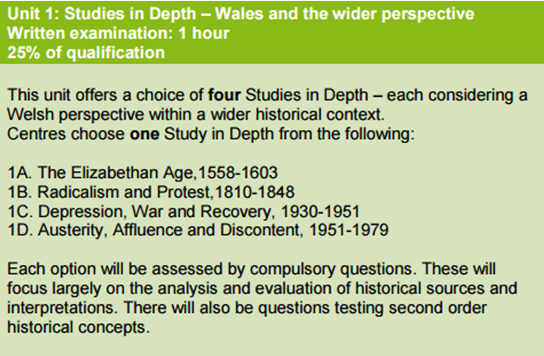 Unit 1: Studies in Depth – Wales and the wider perspective
Written examination: 1 hour
25% of qualification
This unit offers a choice of four Studies in Depth – each considering a
Welsh perspective within a wider historical context.
Centres choose one Study in Depth from the following:
1A. The Elizabethan Age,1558-1603
1B. Radicalism and Protest,1810-1848
1C. Depression, War and Recovery, 1930-1951
1D. Austerity, Affluence and Discontent, 1951-1979
Each option will be assessed by compulsory questions. These will
focus largely on the analysis and evaluation of historical sources and
interpretations. There will also be questions testing second order
historical concepts.